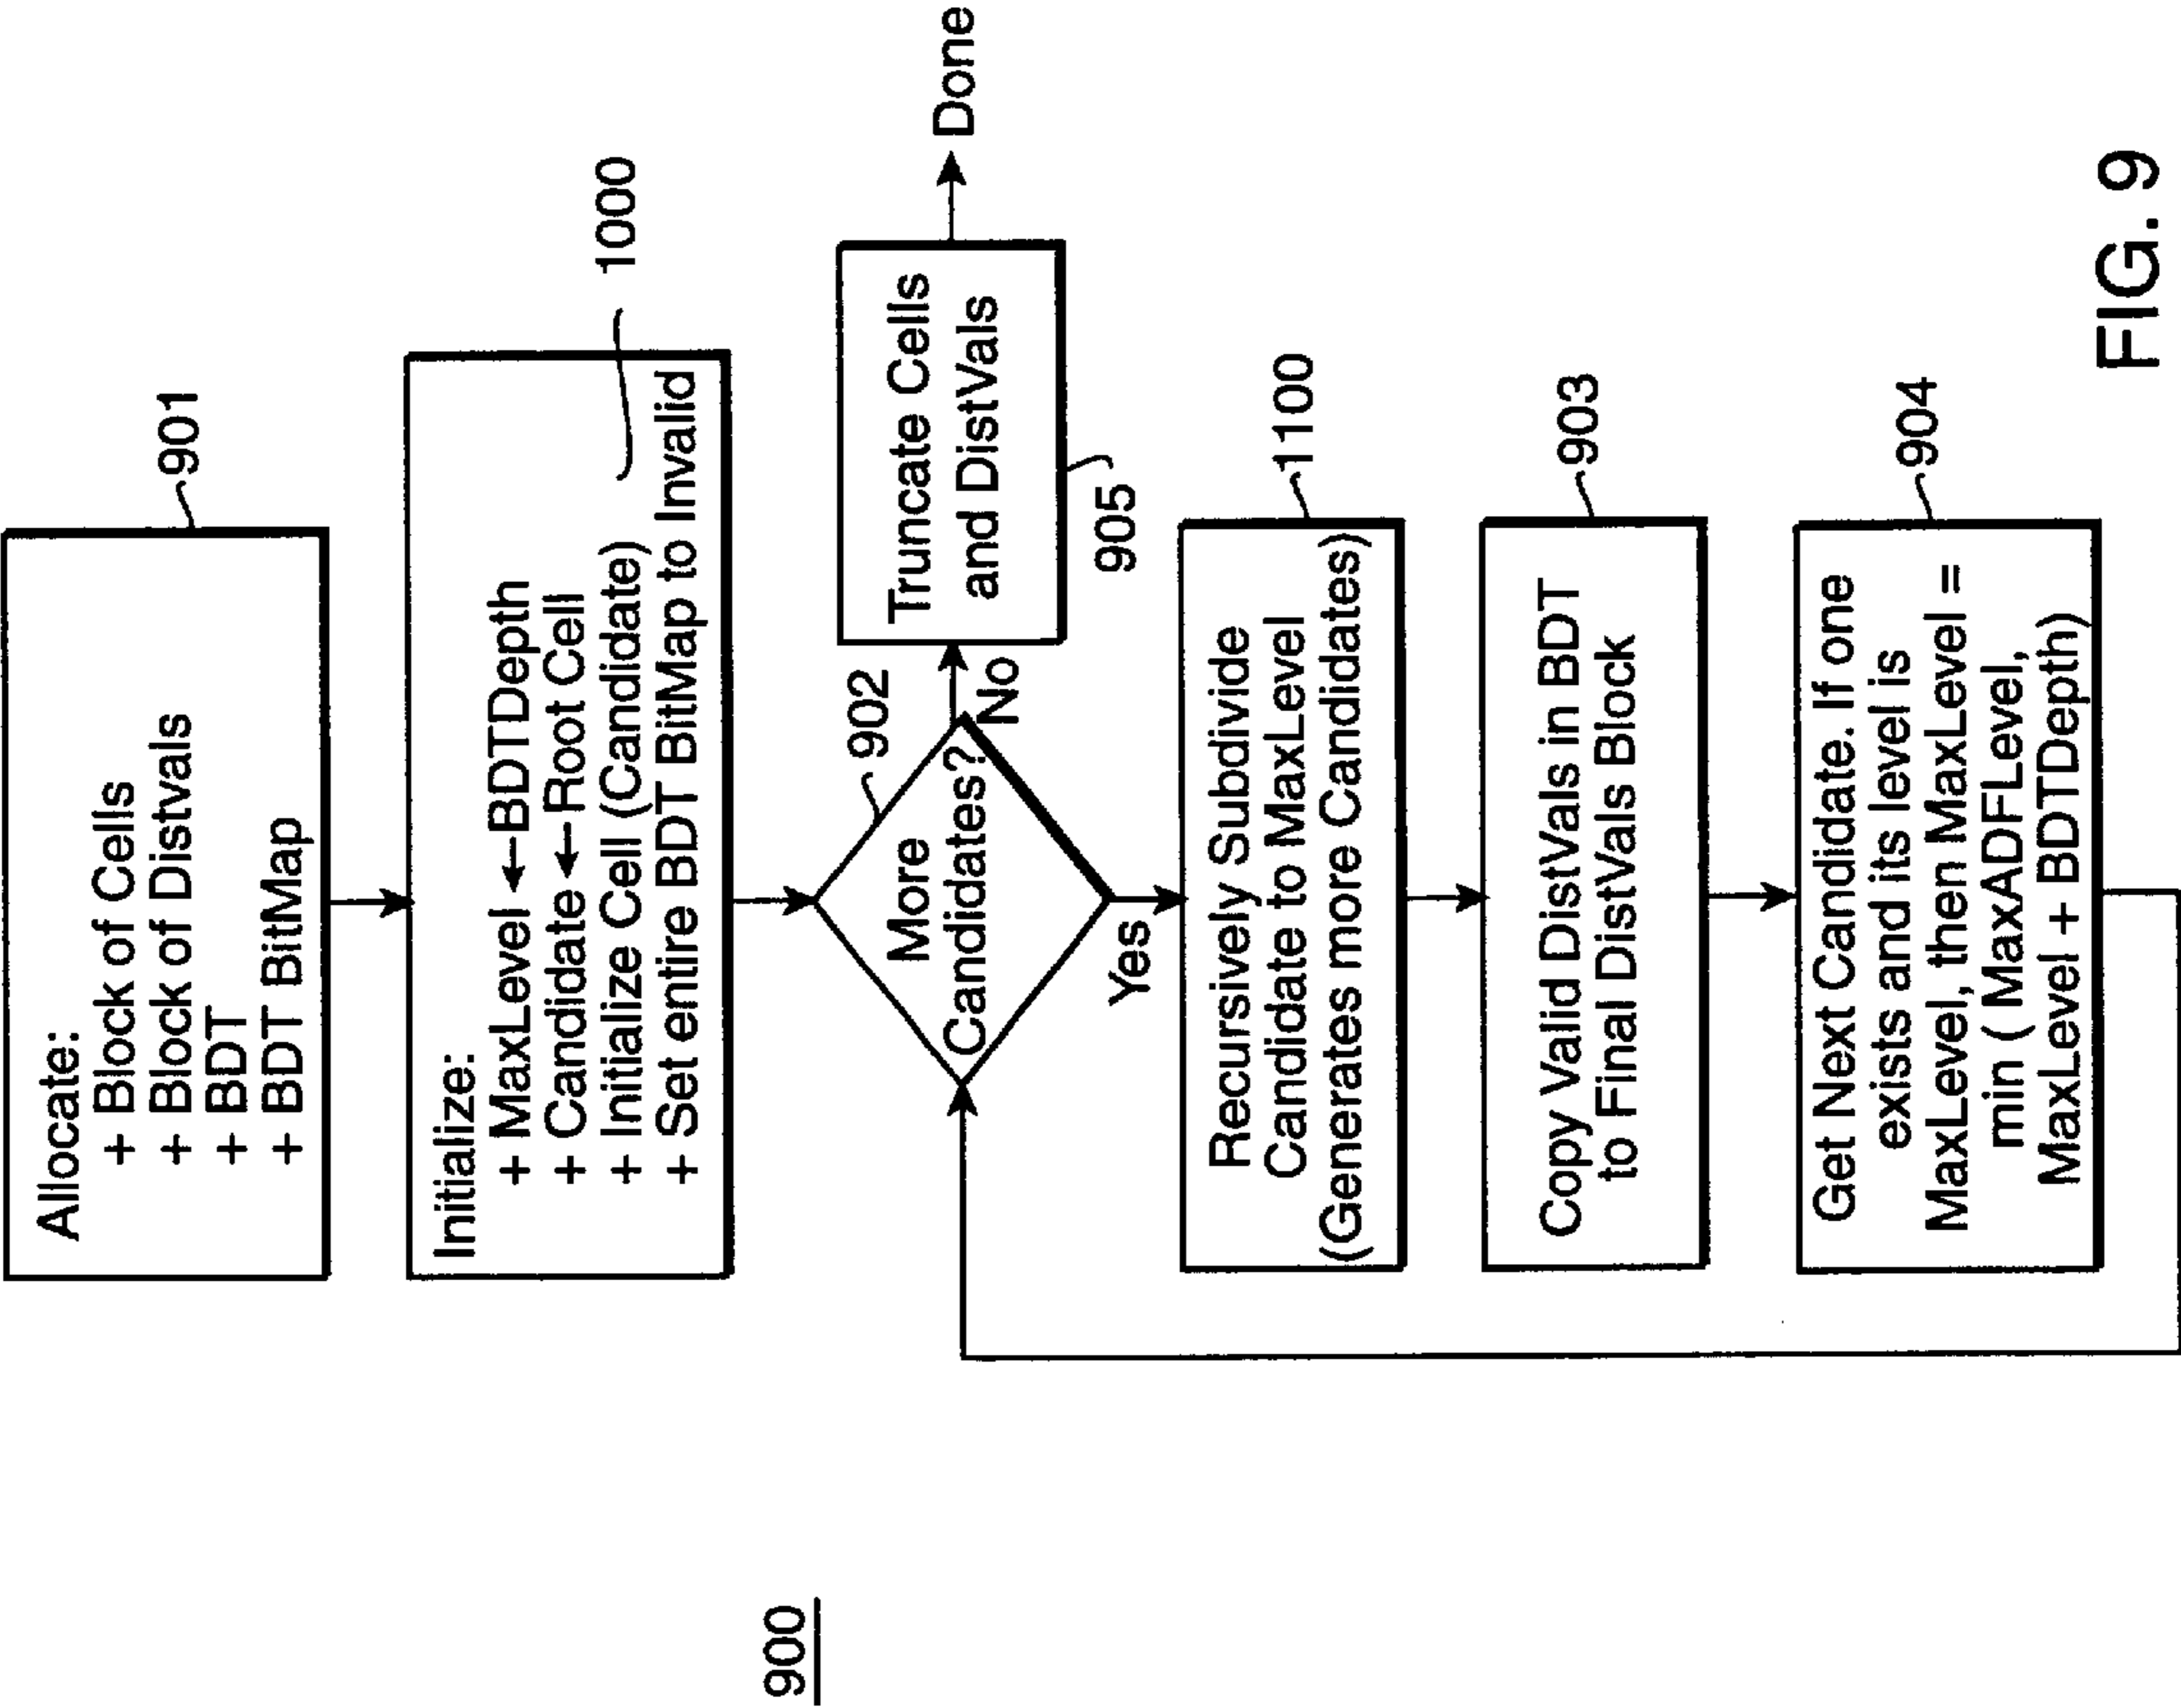 900
Allocate:
+ Block of Cells
+ Block of Distvals
+ BDT
+ BDT BitMap
901
Initialize:
+ MaxLevel ←BDTDepth
+ Candidate ←Root Cell
+ Initialize Cell (Candidate)
+ Set entire BDT BitMap to Invalid
1000
More
Candidates?
902
No
Truncate Cells
and DistVals
905
Done
Yes
Recursively Subdivide
Candidate to MaxLevel
(Generates more Candidates)
1100
Copy Valid DistVals in BDT
to Final DistVals Block
903
Get Next Candidate. If one
exists and its level is
MaxLevel, then MaxLevel =
min ( MaxADFLevel,
MaxLevel + BDTDepth)
904
FIG. 9